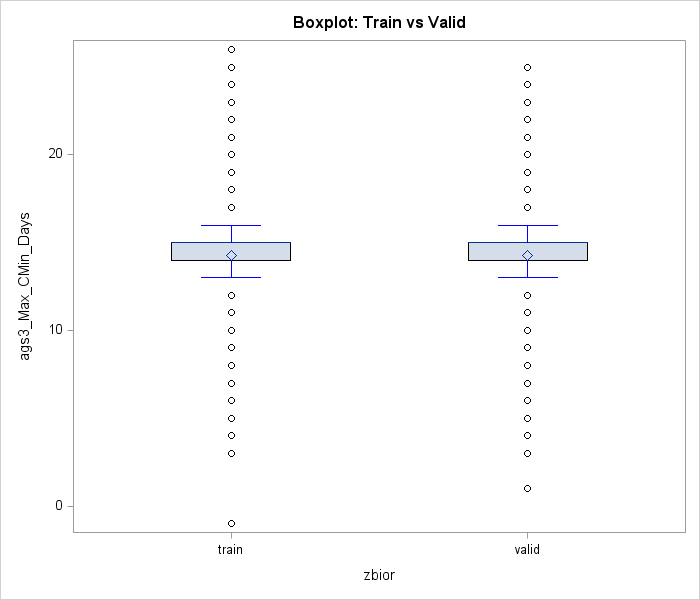 Boxplot: Train vs Valid
20
10
0
ags3_Max_CMin_Days
train
valid
zbior